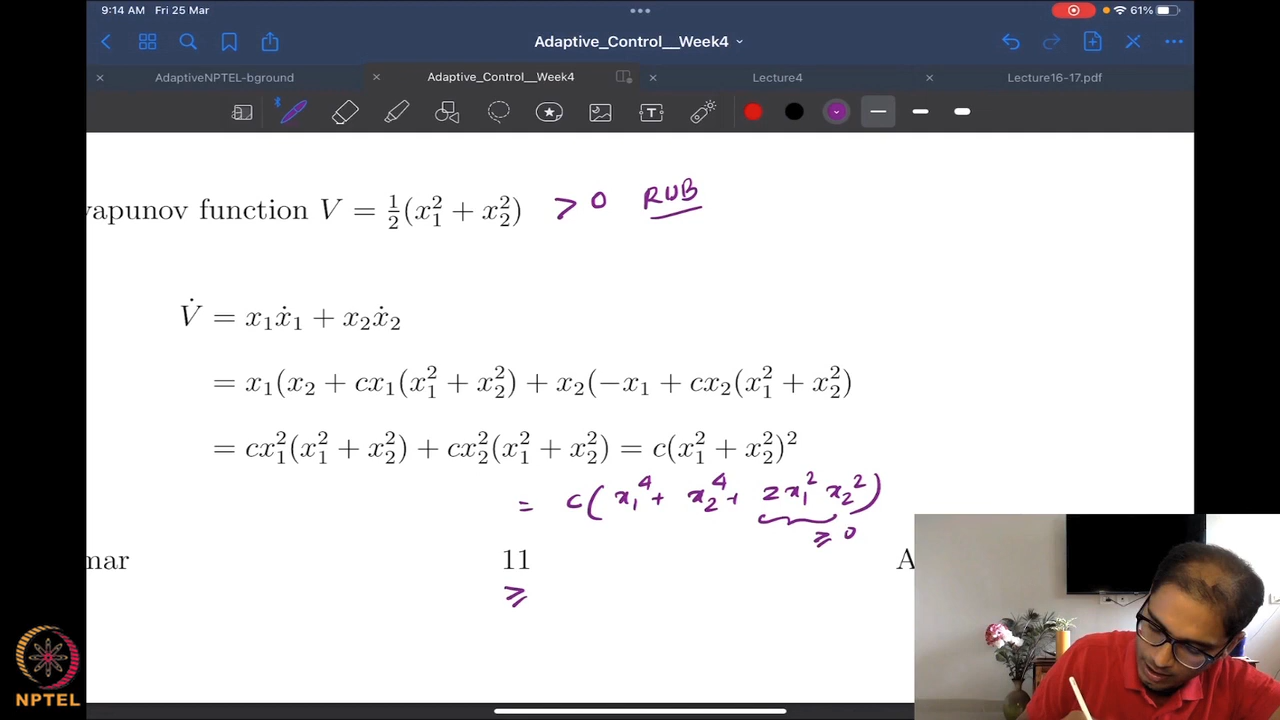 9:14 AM Fri 25 Mar
61%
Adaptive_Control__Week4
AdaptiveNPTEL-bground
Adaptive_Control__Week4
Lecture4
Lecture16-17.pdf
yapunov function V = ½(x₁² + x₂²) > 0 RUB
V̇ = x₁ẋ₁ + x₂ẋ₂
= x₁(x₂ + cx₁(x₁² + x₂²) + x₂(−x₁ + cx₂(x₁² + x₂²)
= cx₁²(x₁² + x₂²) + cx₂²(x₁² + x₂²) = c(x₁² + x₂²)²
= c(x₁⁴ + x₂⁴ + 2x₁² x₂²)
≥ 0
mar 11 A
≥
NPTEL